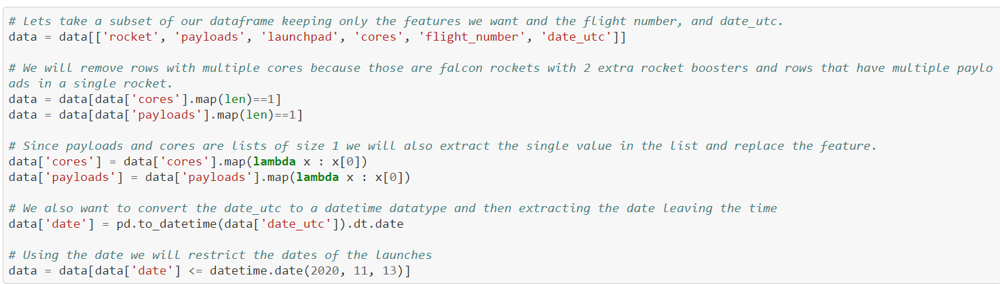 # Lets take a subset of our dataframe keeping only the features we want and the flight number, and date_utc.
data = data[['rocket', 'payloads', 'launchpad', 'cores', 'flight_number', 'date_utc']]
# We will remove rows with multiple cores because those are falcon rockets with 2 extra rocket boosters and rows that have multiple paylo
ads in a single rocket.
data = data[data['cores'].map(len)==1]
data = data[data['payloads'].map(len)==1]
# Since payloads and cores are lists of size 1 we will also extract the single value in the list and replace the feature.
data['cores'] = data['cores'].map(lambda x : x[0])
data['payloads'] = data['payloads'].map(lambda x : x[0])
# We also want to convert the date_utc to a datetime datatype and then extracting the date leaving the time
data['date'] = pd.to_datetime(data['date_utc']).dt.date
# Using the date we will restrict the dates of the launches
data = data[data['date'] <= datetime.date(2020, 11, 13)]